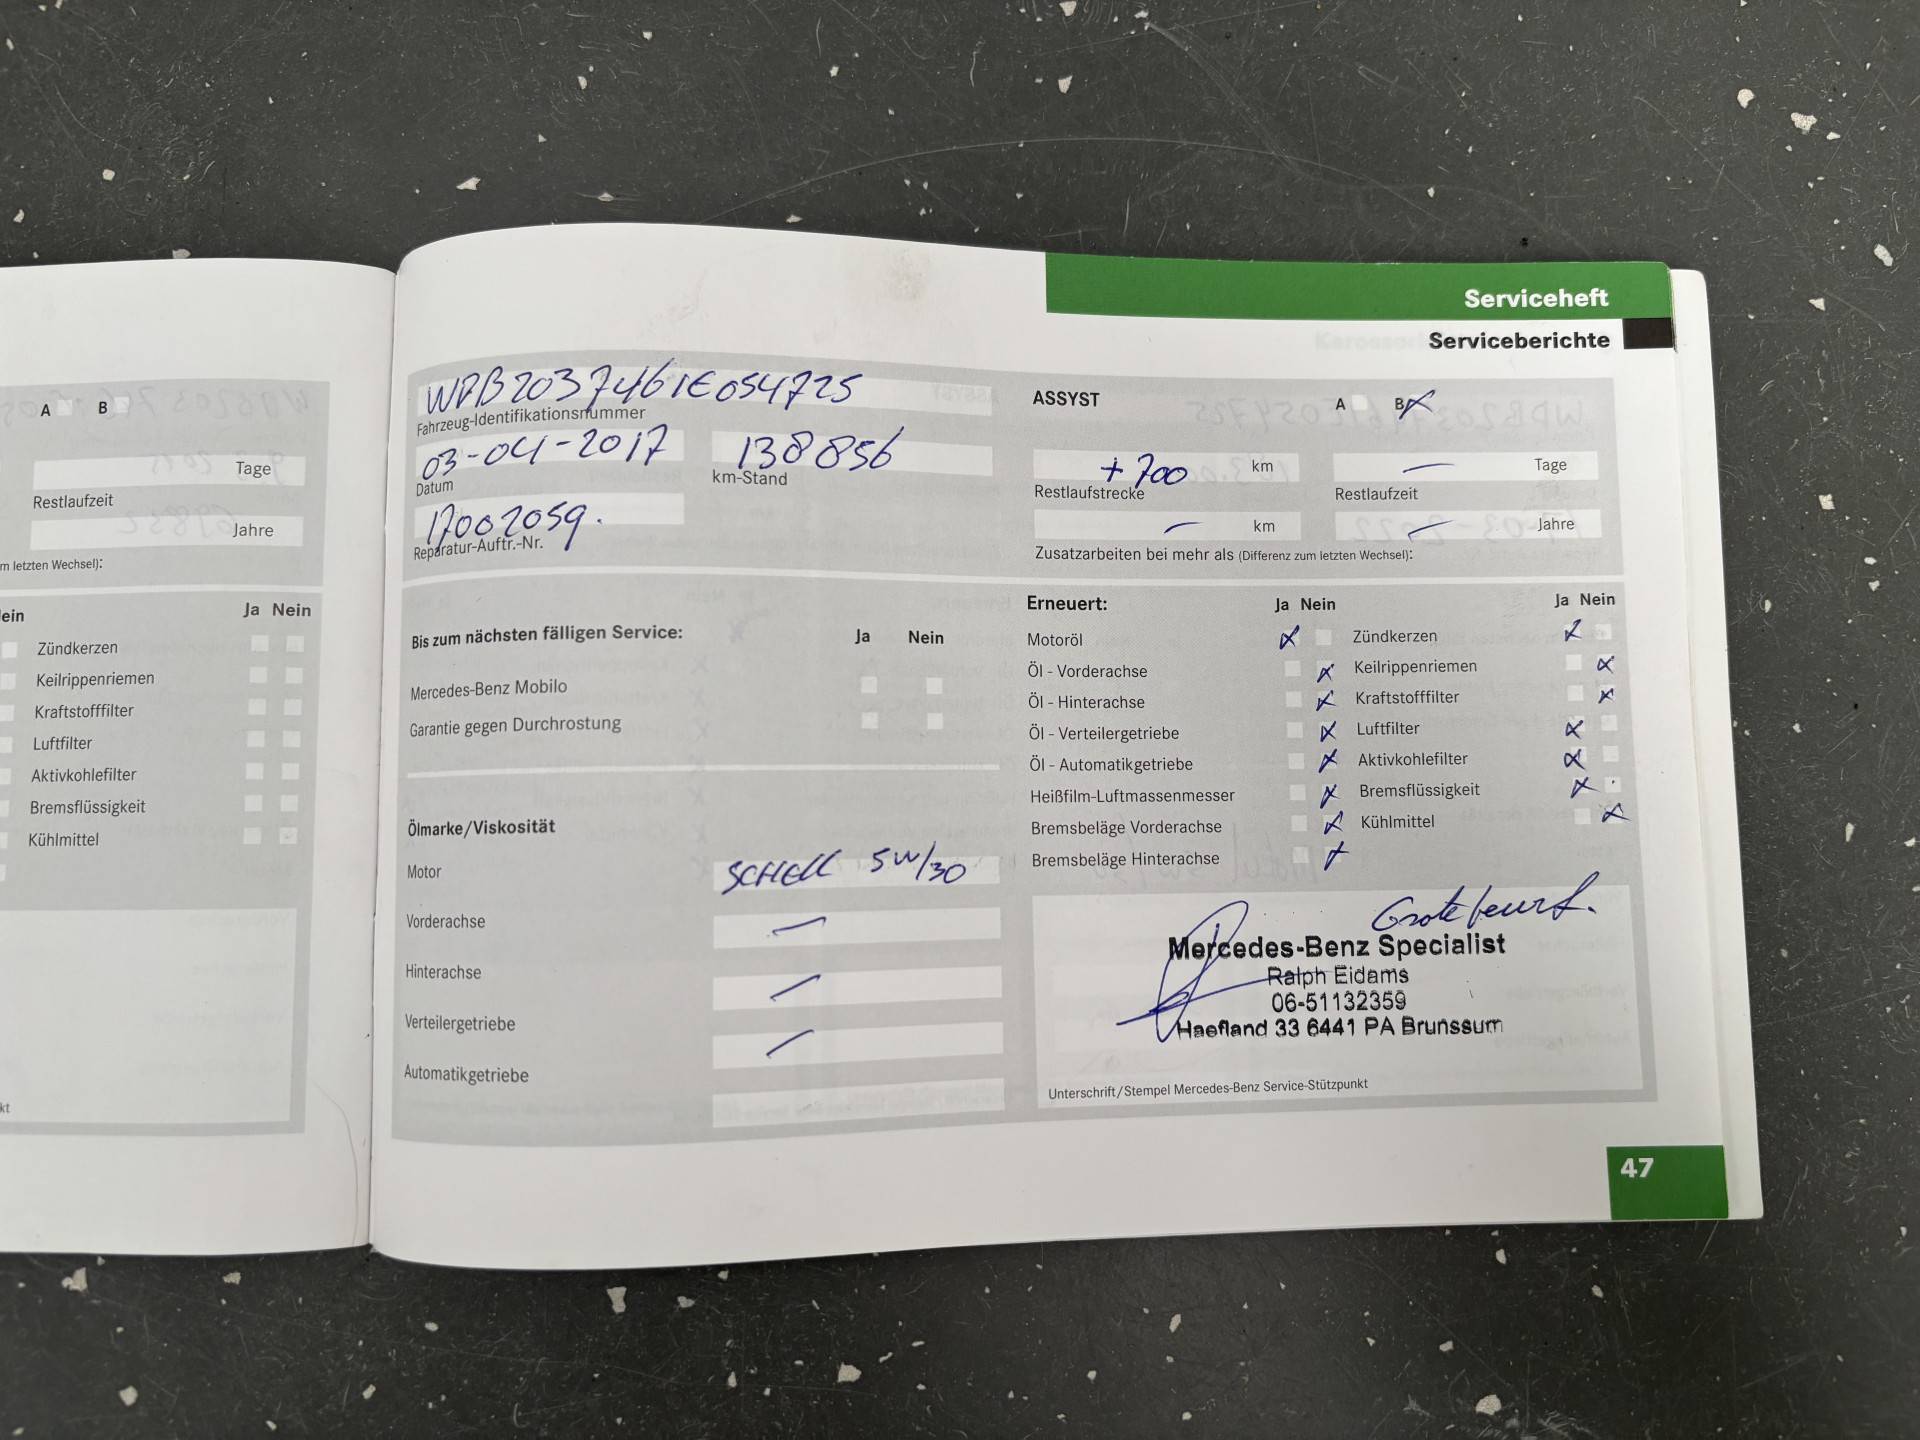 A B
Tage
Restlaufzeit
Jahre
m letzten Wechsel):
ein Ja Nein
Zündkerzen
Keilrippenriemen
Kraftstofffilter
Luftfilter
Aktivkohlefilter
Bremsflüssigkeit
Kühlmittel
kt
Serviceheft
Serviceberichte
WDB2037461E054725
Fahrzeug-Identifikationsnummer
03-04-2017 138856
Datum km-Stand
17002059.
Reparatur-Auftr.-Nr.
ASSYST A B
+700 km — Tage
Restlaufstrecke Restlaufzeit
— km — Jahre
Zusatzarbeiten bei mehr als (Differenz zum letzten Wechsel):
Bis zum nächsten fälligen Service: Ja Nein
Mercedes-Benz Mobilo
Garantie gegen Durchrostung
Ölmarke/Viskosität
Motor SCHELL 5W/30
Vorderachse —
Hinterachse —
Verteilergetriebe —
Automatikgetriebe
Erneuert: Ja Nein Ja Nein
Motoröl x Zündkerzen x
Öl - Vorderachse x Keilrippenriemen x
Öl - Hinterachse x Kraftstofffilter x
Öl - Verteilergetriebe x Luftfilter x
Öl - Automatikgetriebe x Aktivkohlefilter x
Heißfilm-Luftmassenmesser x Bremsflüssigkeit x
Bremsbeläge Vorderachse x Kühlmittel x
Bremsbeläge Hinterachse x
Grote beurt.
Mercedes-Benz Specialist
Ralph Eidams
06-51132359
Haefland 33 6441 PA Brunssum
Unterschrift/Stempel Mercedes-Benz Service-Stützpunkt
47